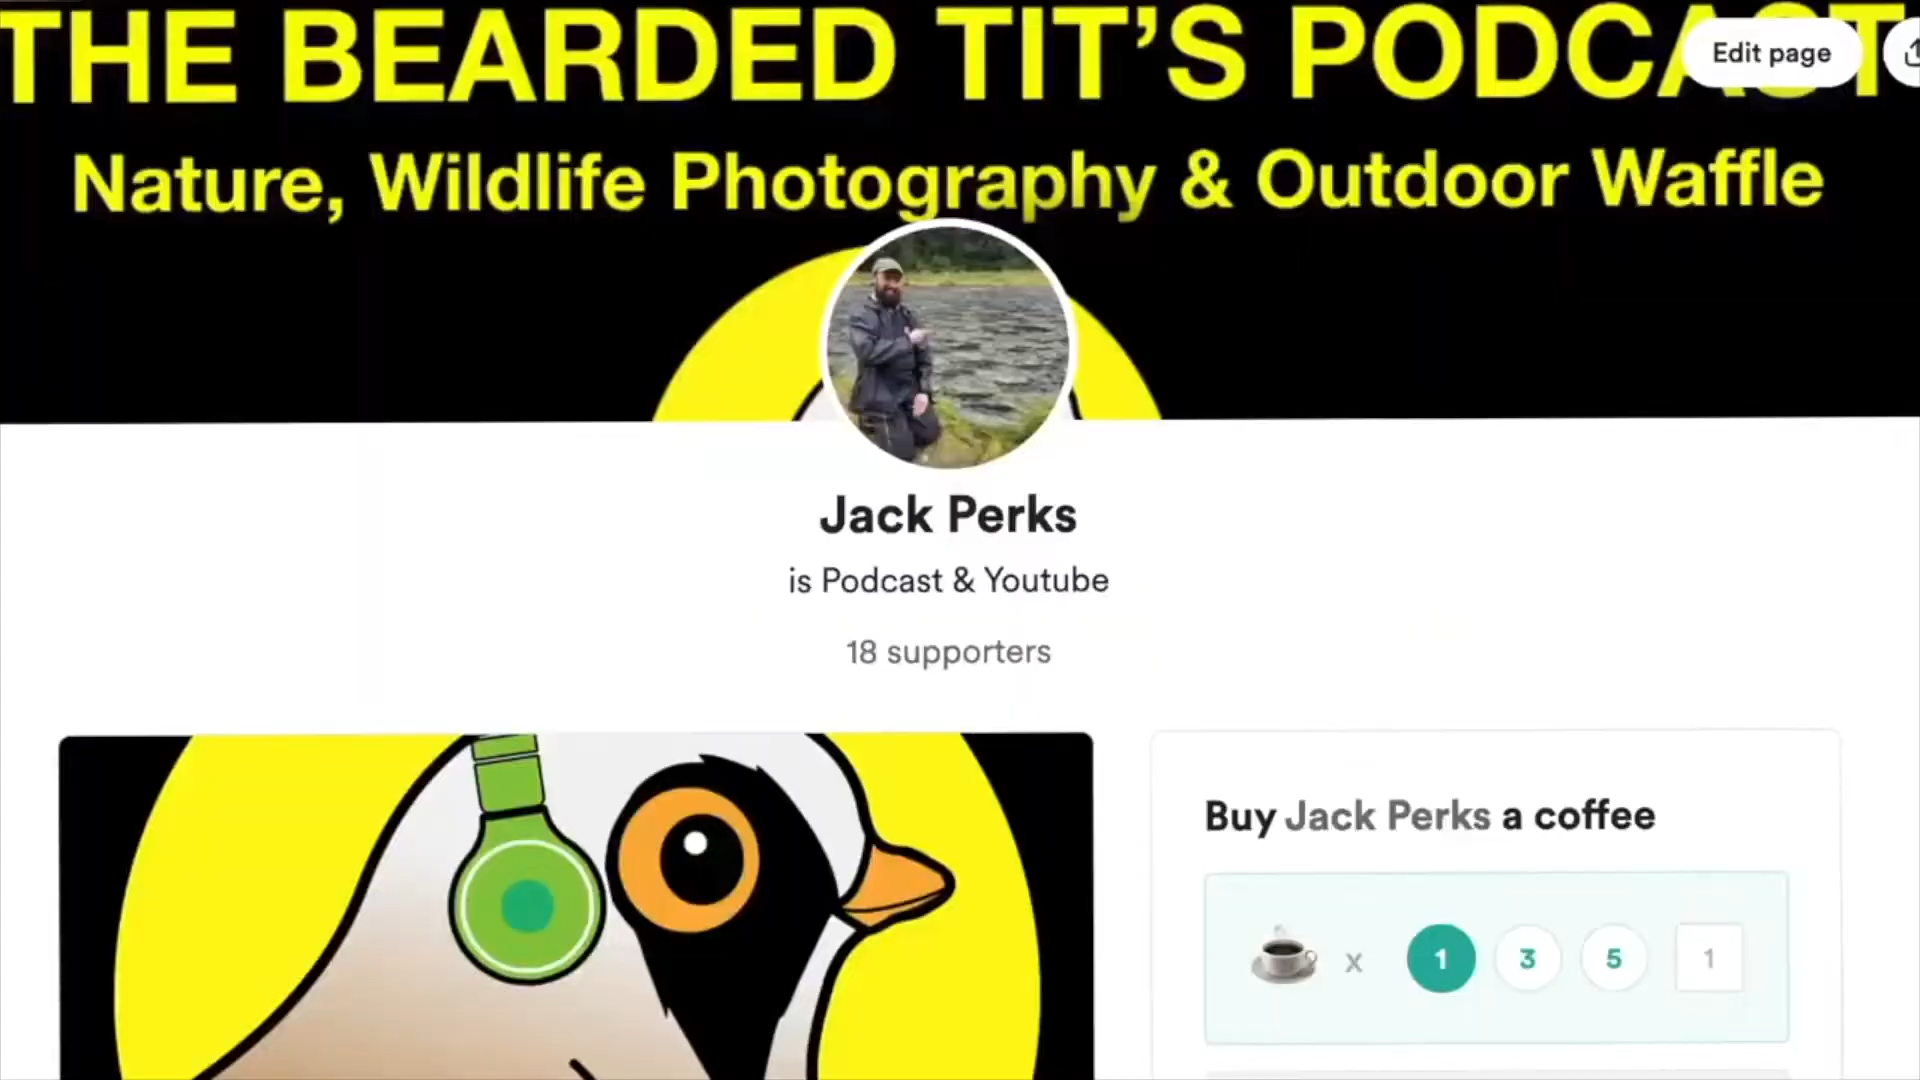 THE BEARDED TIT'S PODCAST
Edit page
Nature, Wildlife Photography & Outdoor Waffle
Jack Perks
is Podcast & Youtube
18 supporters
Buy Jack Perks a coffee
x 1 3 5 1